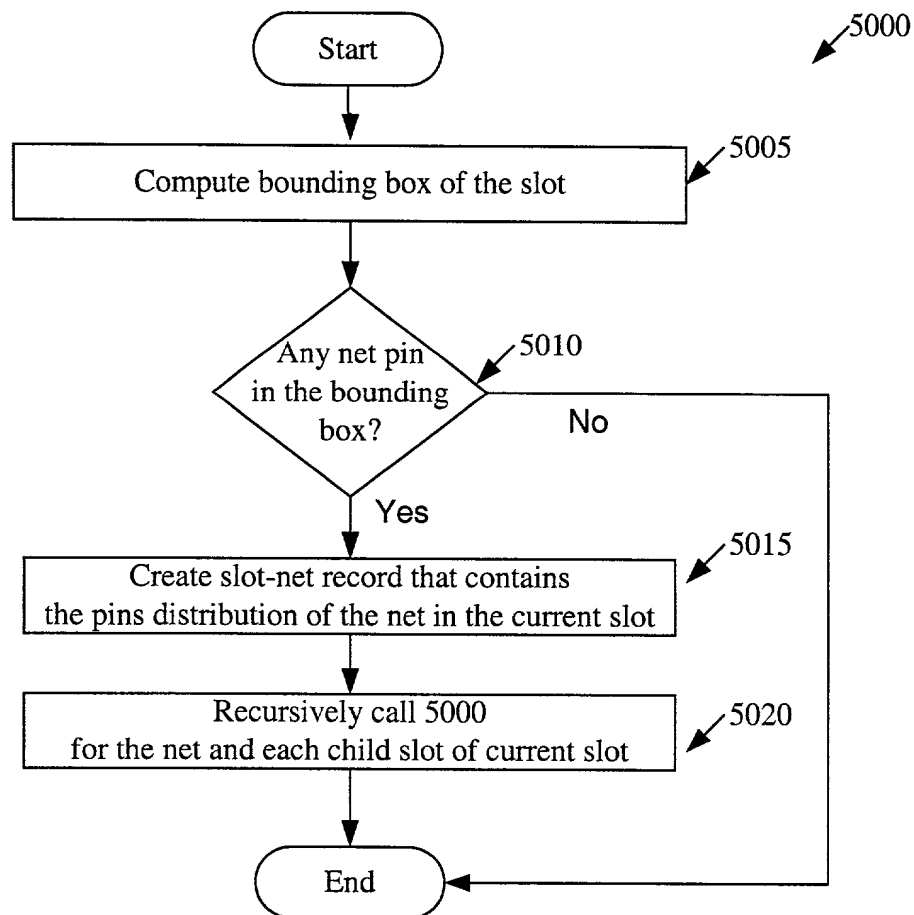 5000
Start
5005
Compute bounding box of the slot
5010
Any net pin
in the bounding
box?
No
Yes
5015
Create slot-net record that contains
the pins distribution of the net in the current slot
5020
Recursively call 5000
for the net and each child slot of current slot
End